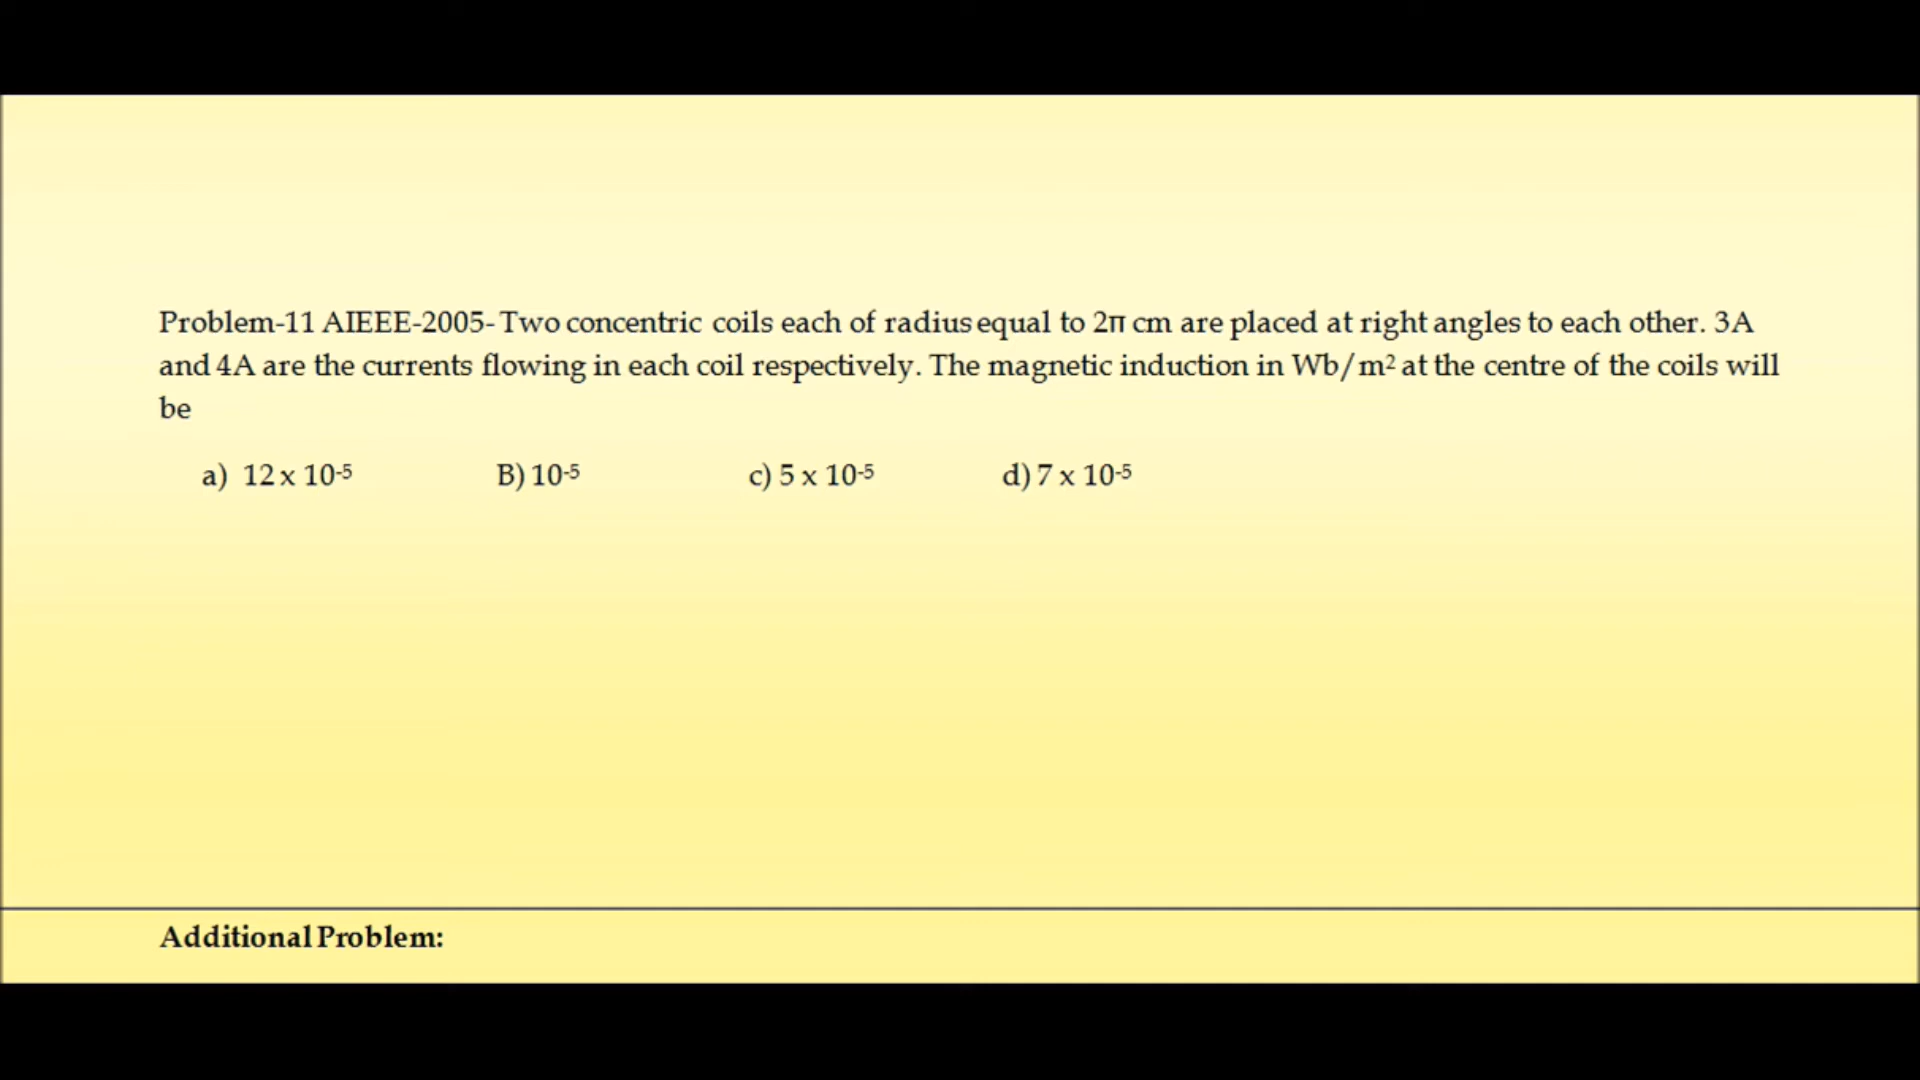 Problem-11 AIEEE-2005- Two concentric coils each of radius equal to 2π cm are placed at right angles to each other. 3A
and 4A are the currents flowing in each coil respectively. The magnetic induction in Wb/m² at the centre of the coils will
be
a) 12 x 10⁻⁵ B) 10⁻⁵ c) 5 x 10⁻⁵ d) 7 x 10⁻⁵
Additional Problem: